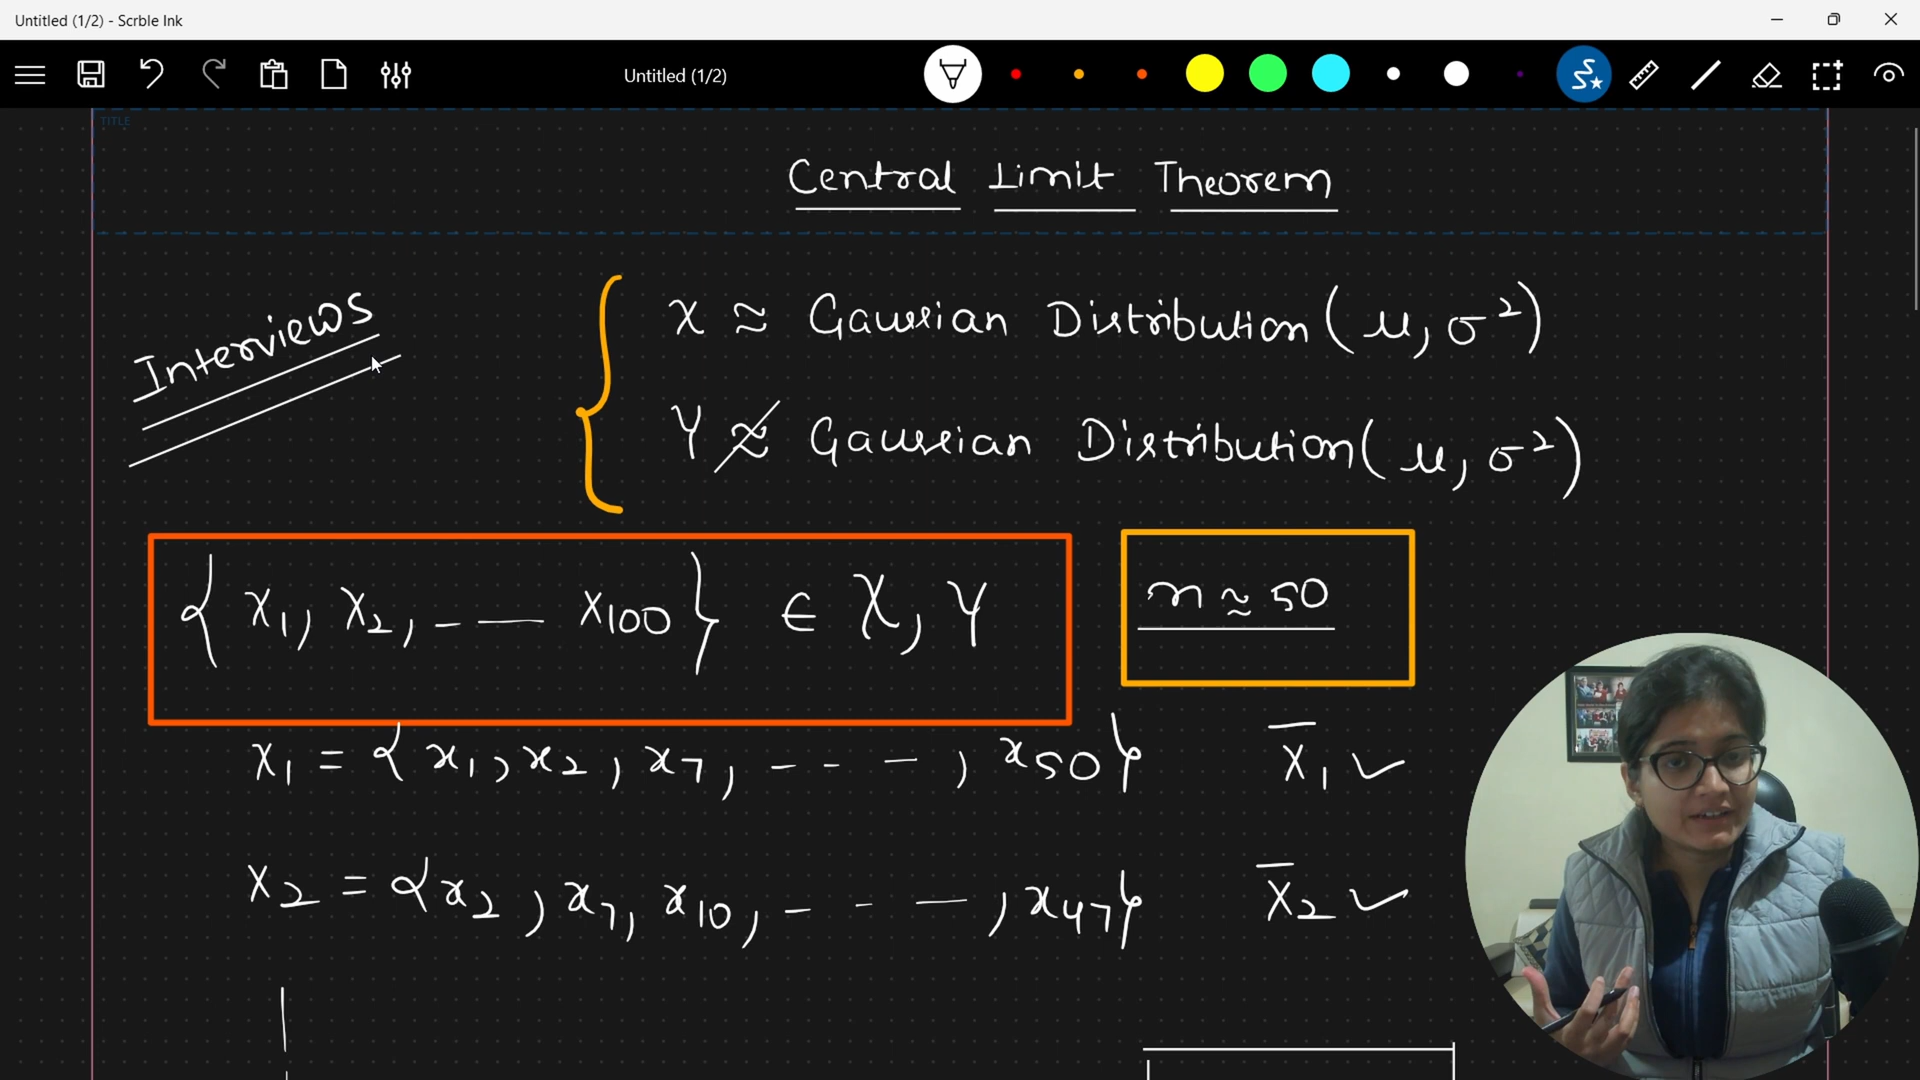 Untitled (1/2) - Scrble Ink
Untitled (1/2)
TITLE
Central Limit Theorem
Interviews
X ≈ Gaussian Distribution (μ, σ²)
Y ≉ Gaussian Distribution (μ, σ²)
{ X₁, X₂, - — X₁₀₀ } ∈ X, Y
n ≈ 50
X₁ = { x₁, x₂, x₇, - - - —, x₅₀ } X̄₁ ✓
X₂ = { x₂, x₇, x₁₀, - - —, x₄₇ } X̄₂ ✓